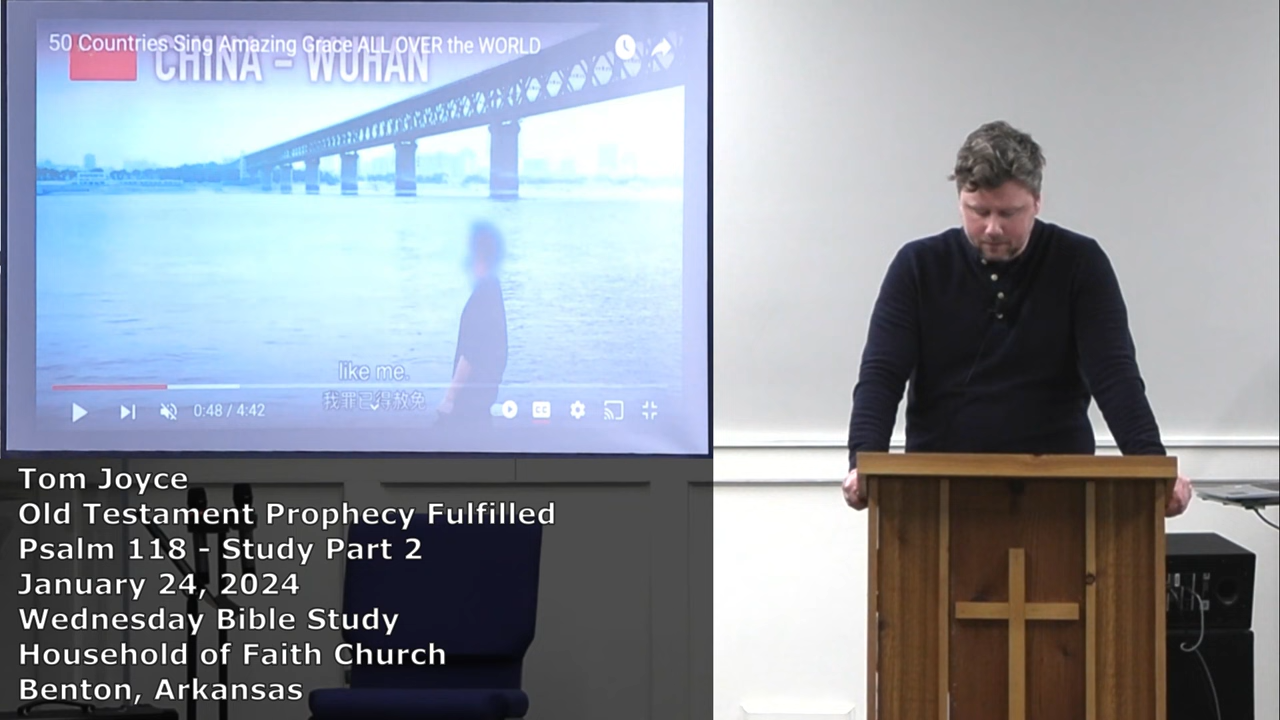 50 Countries Sing Amazing Grace ALL OVER the WORLD
CHINA - WUHAN
like me.
我罪已得赦免
0:48 / 4:42
CC
Tom Joyce
Old Testament Prophecy Fulfilled
Psalm 118 - Study Part 2
January 24, 2024
Wednesday Bible Study
Household of Faith Church
Benton, Arkansas